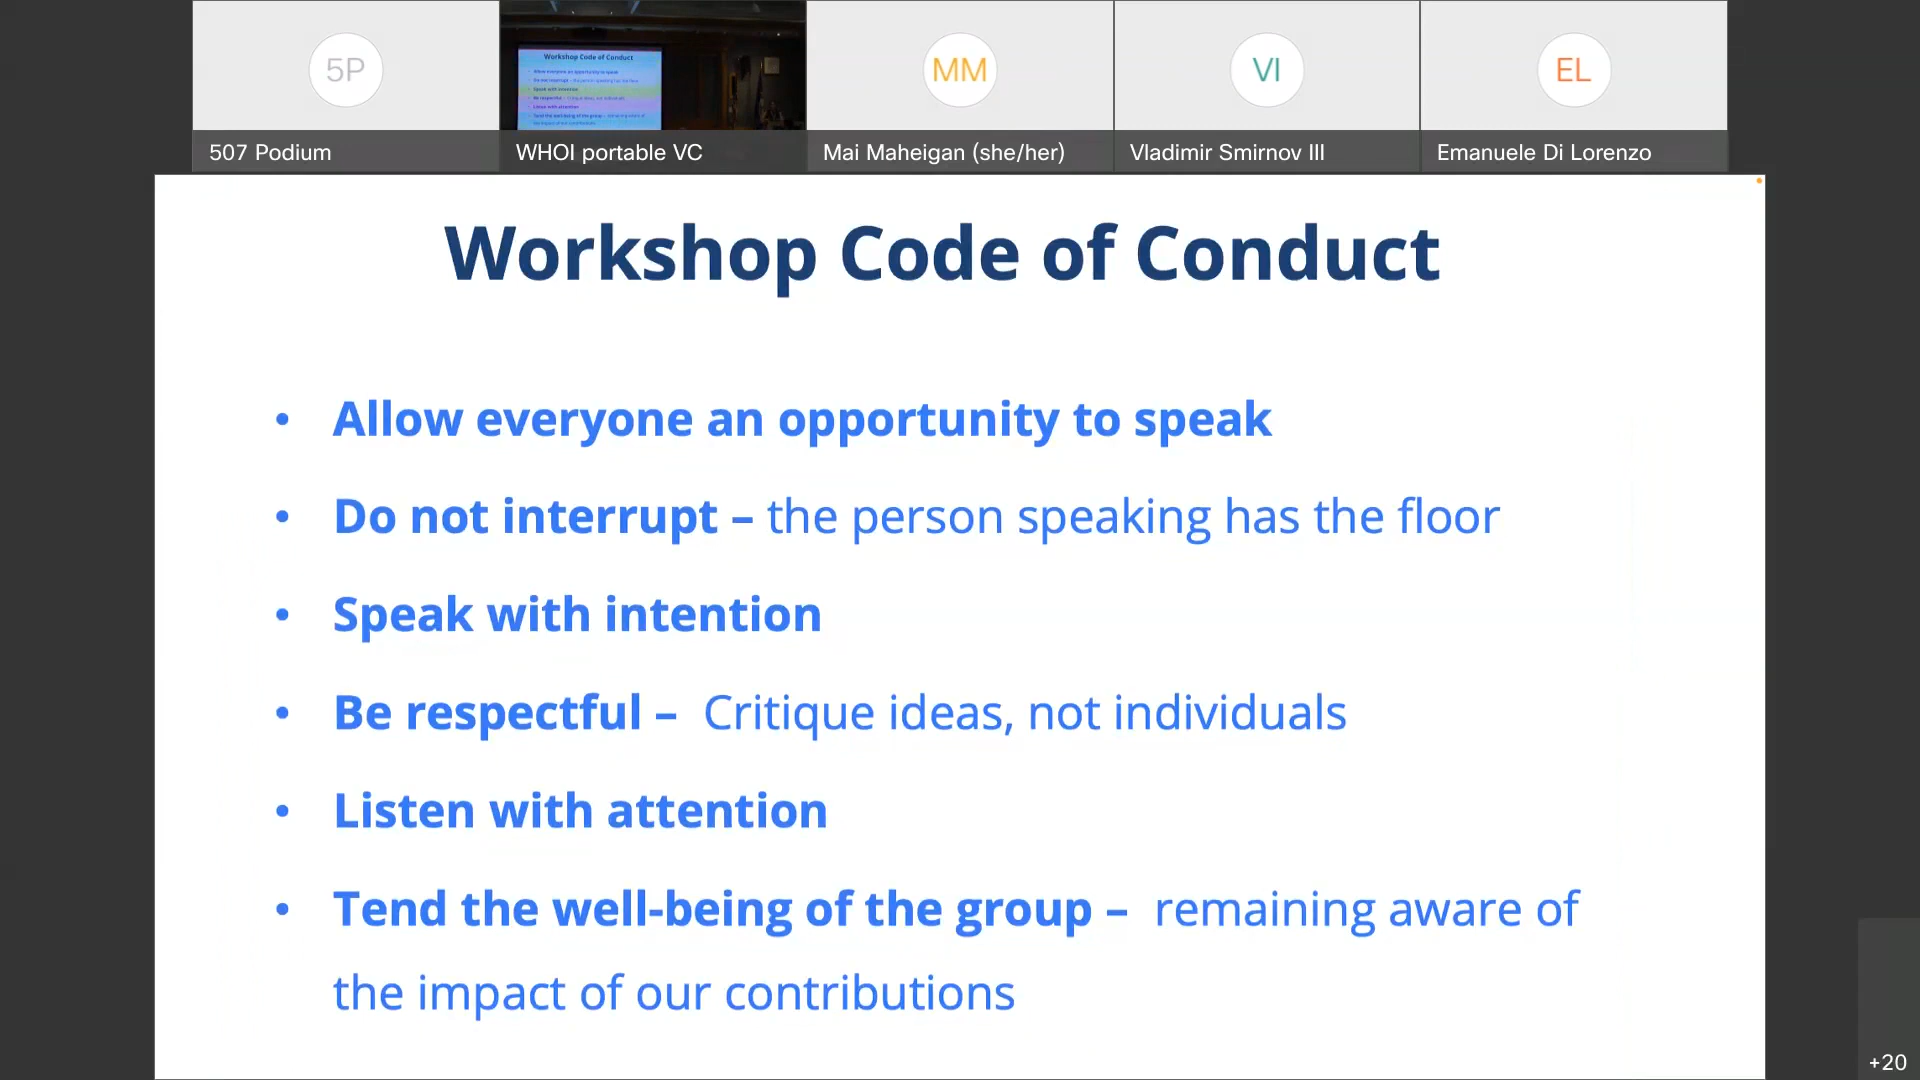 5P
MM
VI
EL
507 Podium
WHOI portable VC
Mai Maheigan (she/her)
Vladimir Smirnov III
Emanuele Di Lorenzo
Workshop Code of Conduct
• Allow everyone an opportunity to speak
• Do not interrupt – the person speaking has the floor
• Speak with intention
• Be respectful – Critique ideas, not individuals
• Listen with attention
• Tend the well-being of the group – remaining aware of
the impact of our contributions
+20